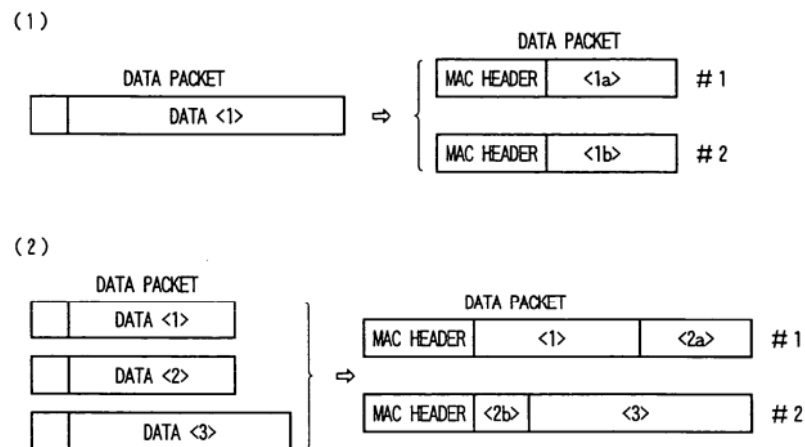 (1)
DATA PACKET
DATA <1>
⇨
DATA PACKET
MAC HEADER <1a> #1
MAC HEADER <1b> #2
(2)
DATA PACKET
DATA <1>
DATA <2>
DATA <3>
⇨
DATA PACKET
MAC HEADER <1> <2a> #1
MAC HEADER <2b> <3> #2